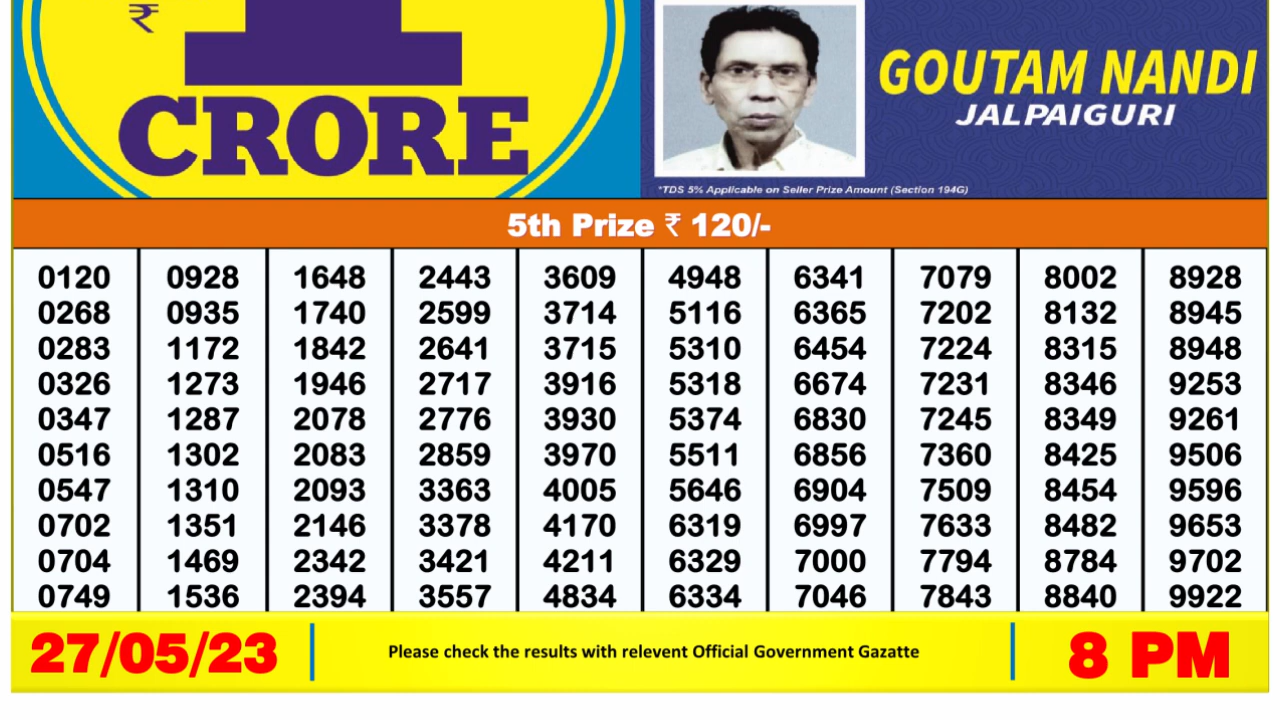 ₹
1
CRORE
GOUTAM NANDI
JALPAIGURI
*TDS 5% Applicable on Seller Prize Amount (Section 194G)
5th Prize ₹ 120/-
0120 0928 1648 2443 3609 4948 6341 7079 8002 8928
0268 0935 1740 2599 3714 5116 6365 7202 8132 8945
0283 1172 1842 2641 3715 5310 6454 7224 8315 8948
0326 1273 1946 2717 3916 5318 6674 7231 8346 9253
0347 1287 2078 2776 3930 5374 6830 7245 8349 9261
0516 1302 2083 2859 3970 5511 6856 7360 8425 9506
0547 1310 2093 3363 4005 5646 6904 7509 8454 9596
0702 1351 2146 3378 4170 6319 6997 7633 8482 9653
0704 1469 2342 3421 4211 6329 7000 7794 8784 9702
0749 1536 2394 3557 4834 6334 7046 7843 8840 9922
27/05/23
Please check the results with relevent Official Government Gazatte
8 PM